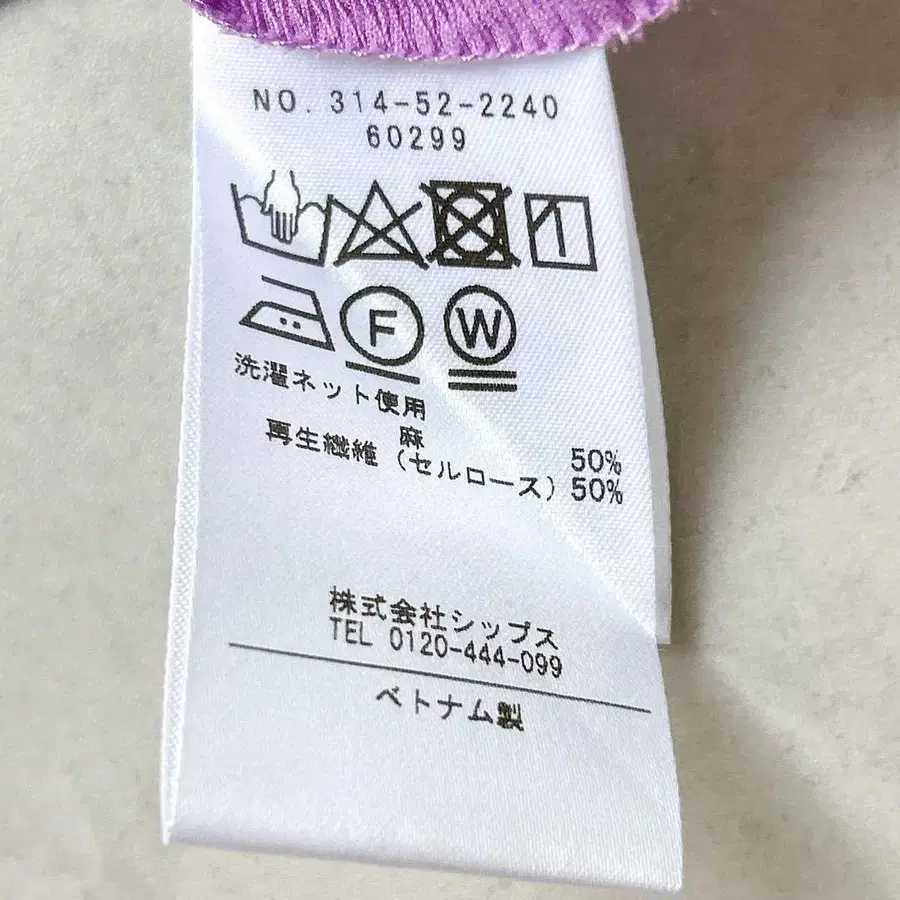 NO. 314-52-2240
60299
F W
洗濯ネット使用
麻 50%
再生繊維（セルロース）50%
株式会社シップス
TEL 0120-444-099
ベトナム製